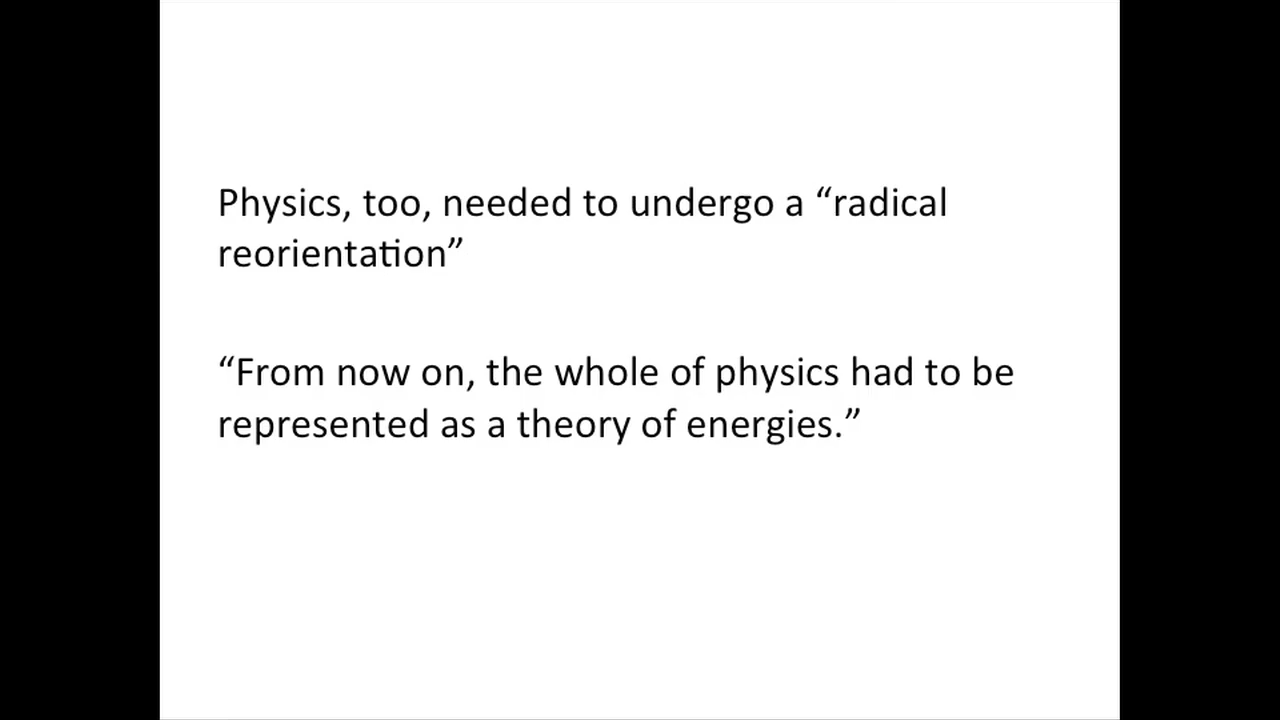 Physics, too, needed to undergo a “radical
reorientation”
“From now on, the whole of physics had to be
represented as a theory of energies.”